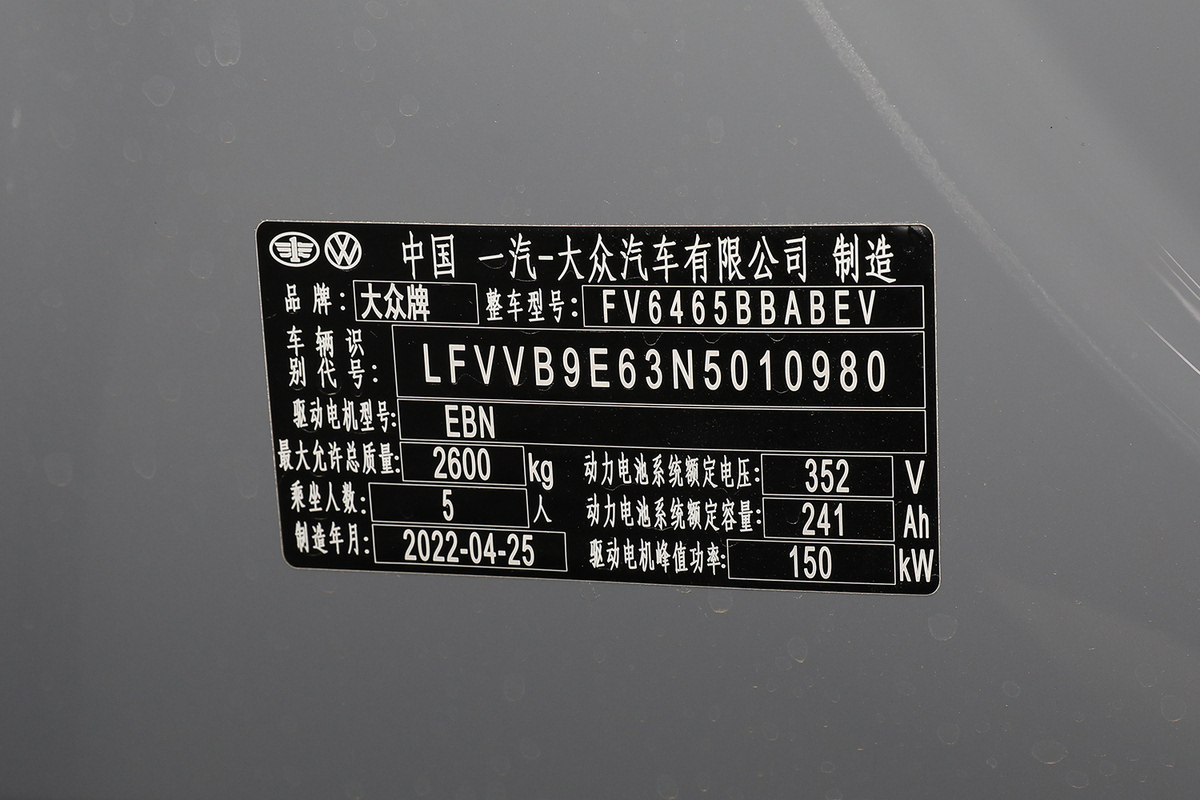 中国 一汽-大众汽车有限公司 制造
品牌: 大众牌 整车型号: FV6465BBABEV
车辆识别代号: LFVVB9E63N5010980
驱动电机型号: EBN
最大允许总质量: 2600 kg 动力电池系统额定电压: 352 V
乘坐人数: 5 人 动力电池系统额定容量: 241 Ah
制造年月: 2022-04-25 驱动电机峰值功率: 150 kW